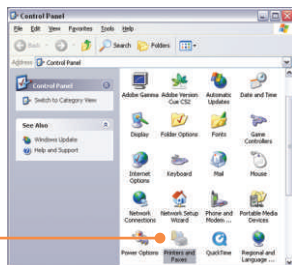 Control Panel
File Edit View Favorites Tools Help
Back Search Folders
Address Control Panel
Control Panel
Switch to Category View
See Also
Windows Update
Help and Support
Adobe Gamma Adobe Version Cue CS2 Automatic Updates Date and Time
Display Folder Options Fonts Game Controllers
Internet Options Keyboard Mail Mouse
Network Connections Network Setup Wizard Phone and Modem ... Portable Media Devices
Power Options Printers and Faxes QuickTime Regional and Language ...